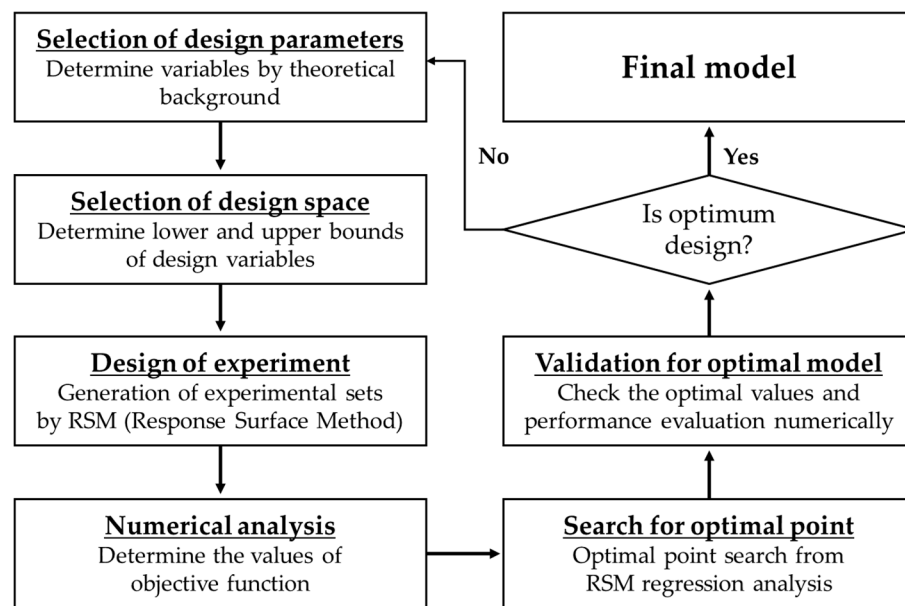 Selection of design parameters
Determine variables by theoretical
background
Selection of design space
Determine lower and upper bounds
of design variables
Design of experiment
Generation of experimental sets
by RSM (Response Surface Method)
Numerical analysis
Determine the values of
objective function
Search for optimal point
Optimal point search from
RSM regression analysis
Validation for optimal model
Check the optimal values and
performance evaluation numerically
Is optimum
design?
No
Yes
Final model